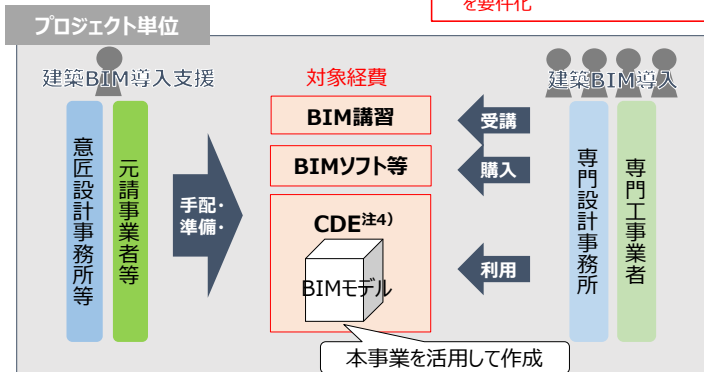 を要件化
プロジェクト単位
建築BIM導入支援
対象経費
建築BIM導入
意匠設計事務所等
元請事業者等
手配・
準備・
BIM講習
BIMソフト等
CDE注4)
BIMモデル
受講
購入
利用
専門設計事務所
専門工事業者
本事業を活用して作成